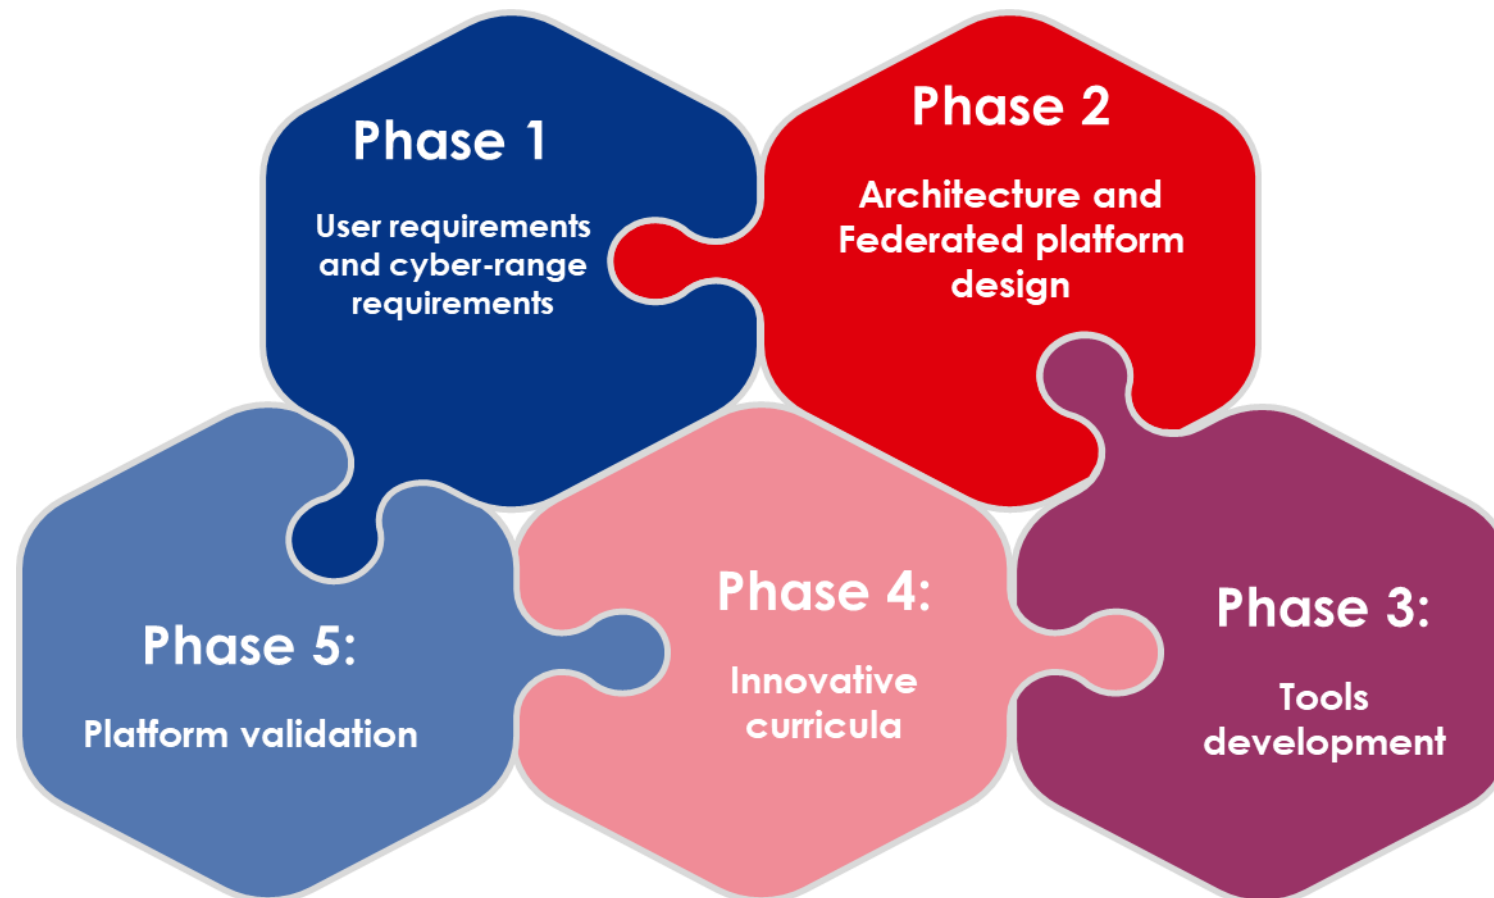 Phase 1
User requirements
and cyber-range
requirements
Phase 2
Architecture and
Federated platform
design
Phase 3:
Tools
development
Phase 4:
Innovative
curricula
Phase 5:
Platform validation